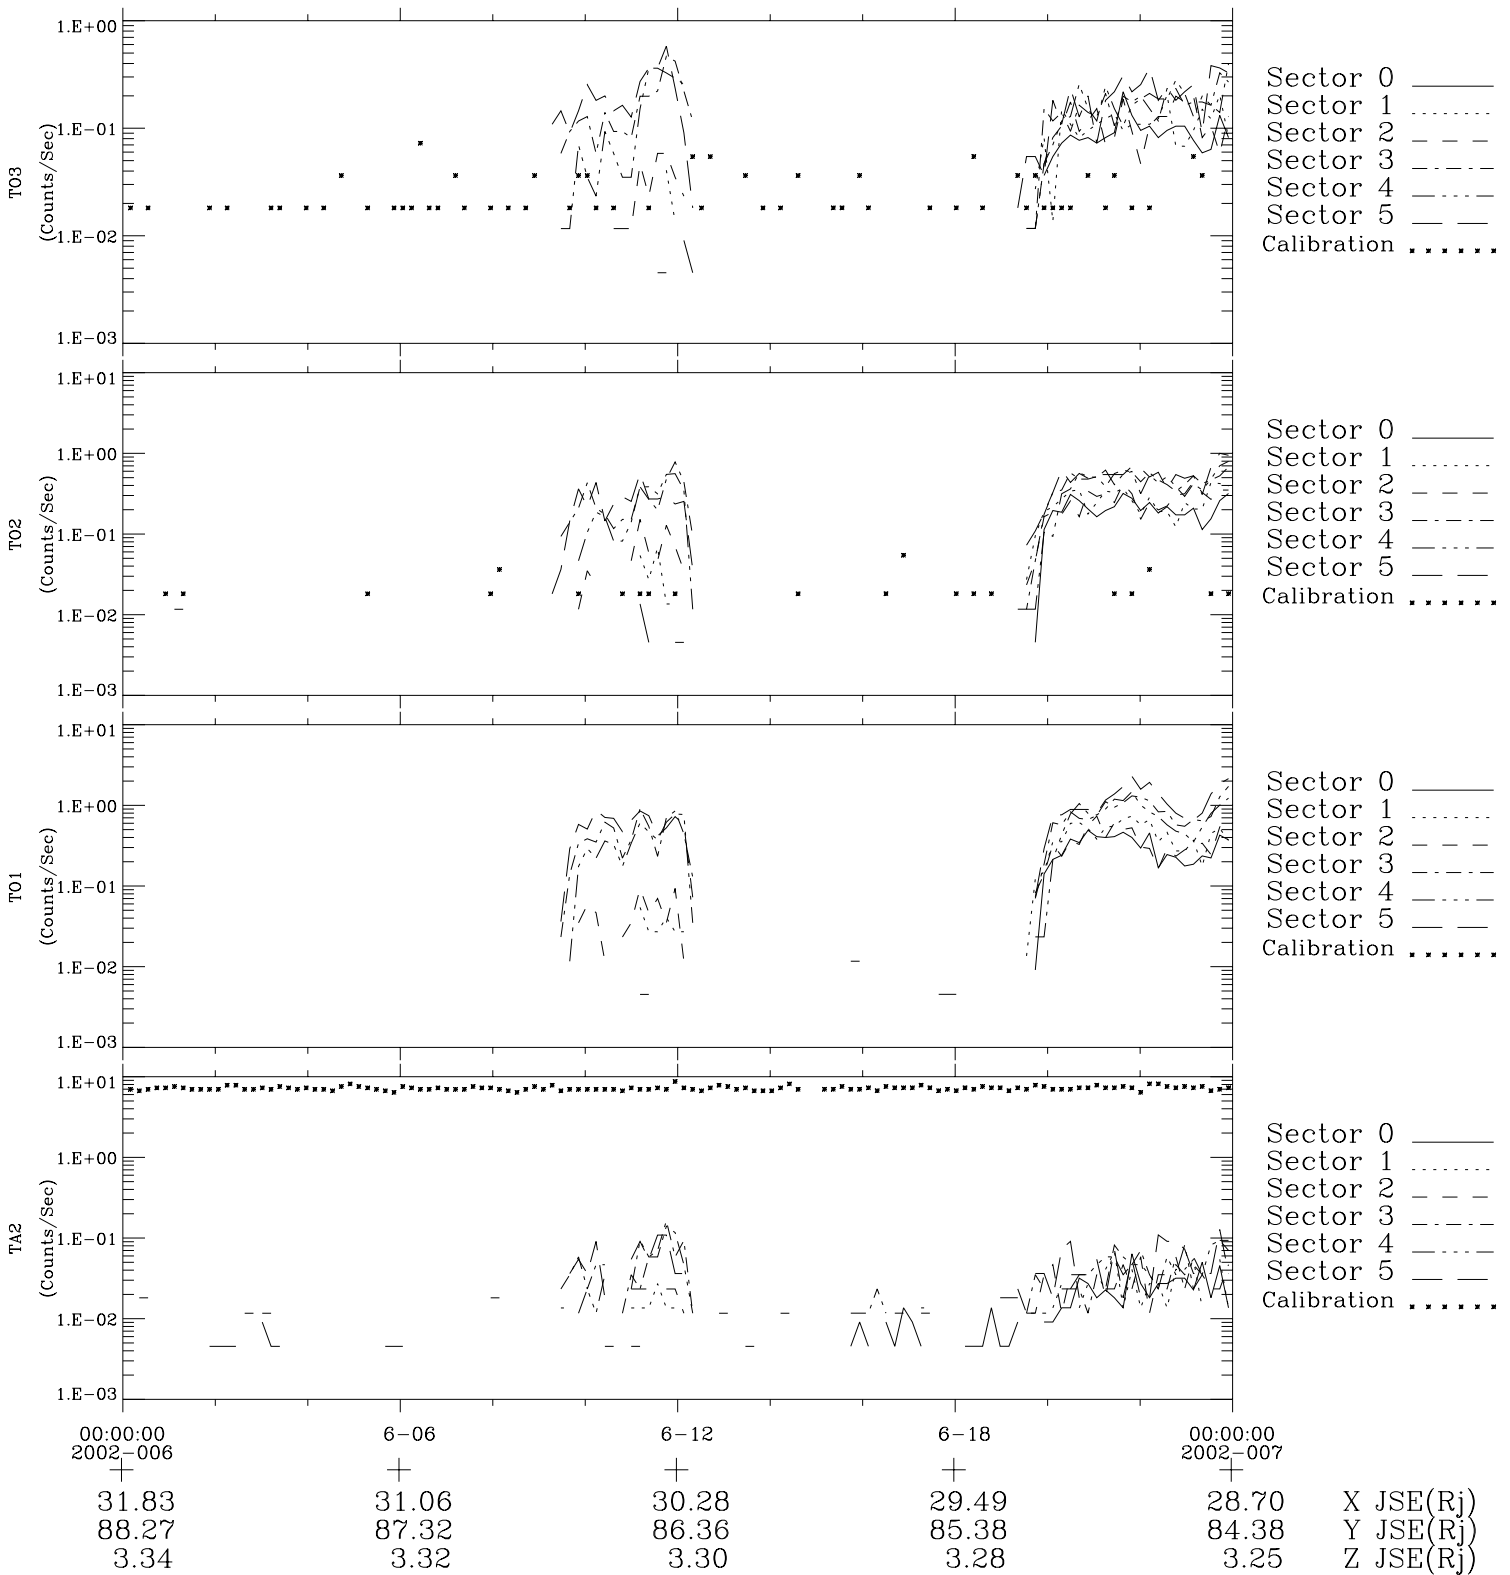 1.E+00
1.E-01
1.E-02
1.E-03
TO3
(Counts/Sec)
Sector 0
Sector 1
Sector 2
Sector 3
Sector 4
Sector 5
Calibration
1.E+01
1.E+00
1.E-01
1.E-02
1.E-03
TO2
(Counts/Sec)
Sector 0
Sector 1
Sector 2
Sector 3
Sector 4
Sector 5
Calibration
1.E+01
1.E+00
1.E-01
1.E-02
1.E-03
TO1
(Counts/Sec)
Sector 0
Sector 1
Sector 2
Sector 3
Sector 4
Sector 5
Calibration
1.E+01
1.E+00
1.E-01
1.E-02
1.E-03
TA2
(Counts/Sec)
Sector 0
Sector 1
Sector 2
Sector 3
Sector 4
Sector 5
Calibration
00:00:00 6-06 6-12 6-18 00:00:00
2002-006 2002-007
31.83 31.06 30.28 29.49 28.70 X JSE(Rj)
88.27 87.32 86.36 85.38 84.38 Y JSE(Rj)
3.34 3.32 3.30 3.28 3.25 Z JSE(Rj)